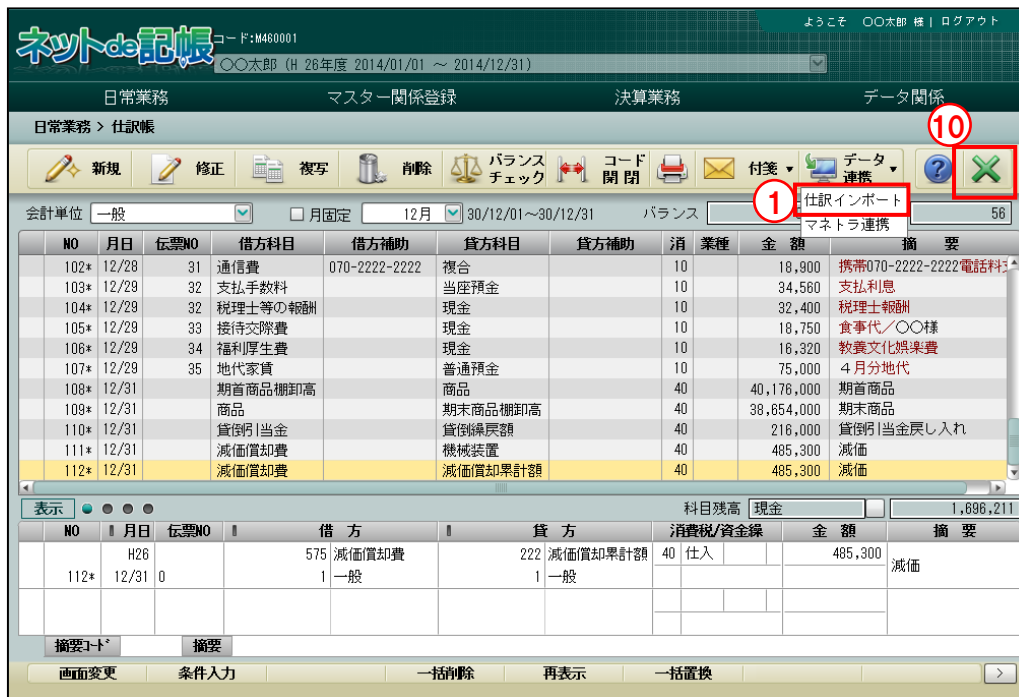 ようこそ 〇〇太郎 様 | ログアウト
ネットde記帳 コード:M460001
〇〇太郎 (H 26年度 2014/01/01 ～ 2014/12/31)
日常業務 マスター関係登録 決算業務 データ関係
日常業務 > 仕訳帳
10
新規 修正 複写 削除 バランスチェック コード開閉 付箋 データ連携 ?
1 仕訳インポート
マネトラ連携
会計単位 一般 月固定 12月 30/12/01～30/12/31 バランス 56
NO 月日 伝票NO 借方科目 借方補助 貸方科目 貸方補助 消 業種 金 額 摘 要
102* 12/28 31 通信費 070-2222-2222 複合 10 18,900 携帯070-2222-2222電話料
103* 12/29 32 支払手数料 当座預金 10 34,560 支払利息
104* 12/29 32 税理士等の報酬 現金 10 32,400 税理士報酬
105* 12/29 33 接待交際費 現金 10 18,750 食事代／〇〇様
106* 12/29 34 福利厚生費 現金 10 16,320 教養文化娯楽費
107* 12/29 35 地代家賃 普通預金 10 75,000 ４月分地代
108* 12/31 期首商品棚卸高 商品 40 40,176,000 期首商品
109* 12/31 商品 期末商品棚卸高 40 38,654,000 期末商品
110* 12/31 貸倒引当金 貸倒繰戻額 40 216,000 貸倒引当金戻し入れ
111* 12/31 減価償却費 機械装置 40 485,300 減価
112* 12/31 減価償却費 減価償却累計額 40 485,300 減価
表示 科目残高 現金 1,696,211
NO 月日 伝票NO 借 方 貸 方 消費税/資金繰 金 額 摘 要
H26 575 減価償却費 222 減価償却累計額 40 仕入 485,300 減価
112* 12/31 0 1 一般 1 一般
摘要ｺｰﾄﾞ 摘要
画面変更 条件入力 一括削除 再表示 一括置換 >